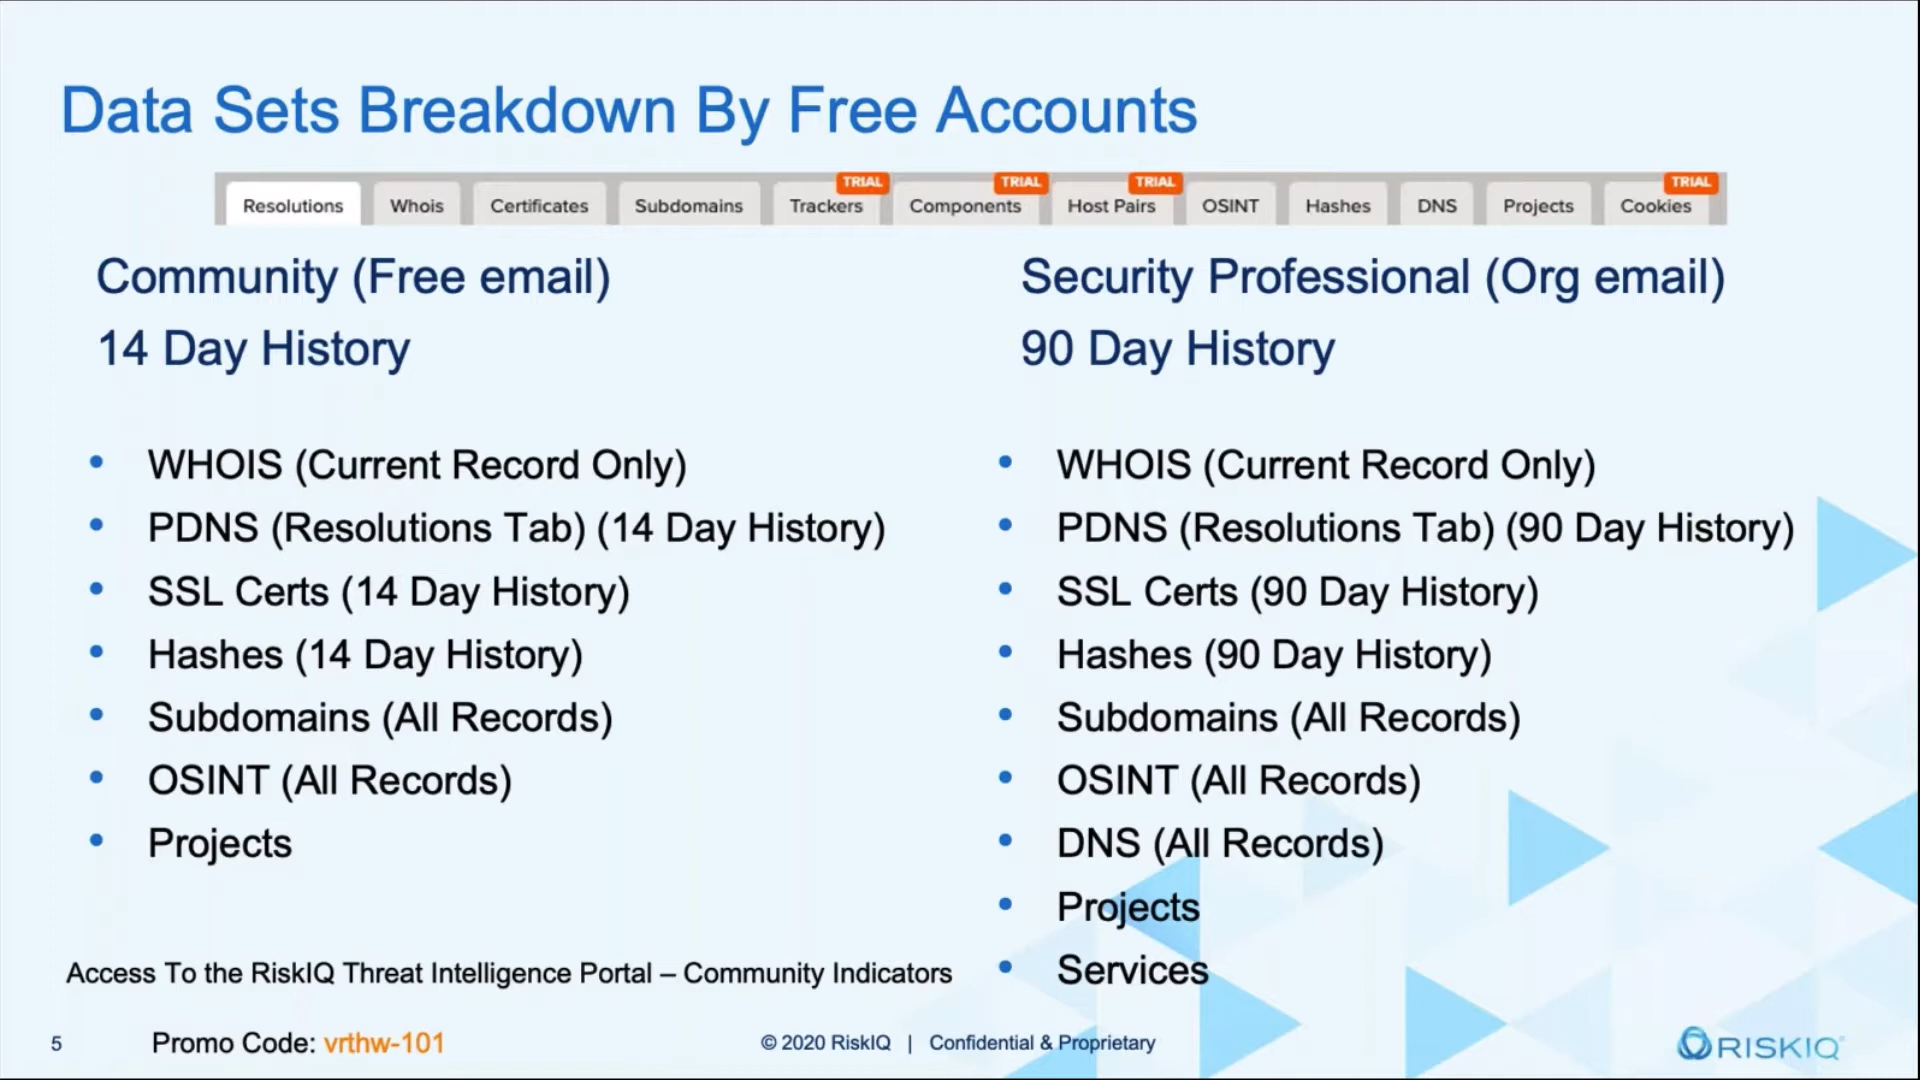 Data Sets Breakdown By Free Accounts
TRIAL TRIAL TRIAL TRIAL
Resolutions Whois Certificates Subdomains Trackers Components Host Pairs OSINT Hashes DNS Projects Cookies
Community (Free email)
14 Day History
• WHOIS (Current Record Only)
• PDNS (Resolutions Tab) (14 Day History)
• SSL Certs (14 Day History)
• Hashes (14 Day History)
• Subdomains (All Records)
• OSINT (All Records)
• Projects
Access To the RiskIQ Threat Intelligence Portal – Community Indicators
Security Professional (Org email)
90 Day History
• WHOIS (Current Record Only)
• PDNS (Resolutions Tab) (90 Day History)
• SSL Certs (90 Day History)
• Hashes (90 Day History)
• Subdomains (All Records)
• OSINT (All Records)
• DNS (All Records)
• Projects
• Services
5 Promo Code: vrthw-101 © 2020 RiskIQ | Confidential & Proprietary RISKIQ